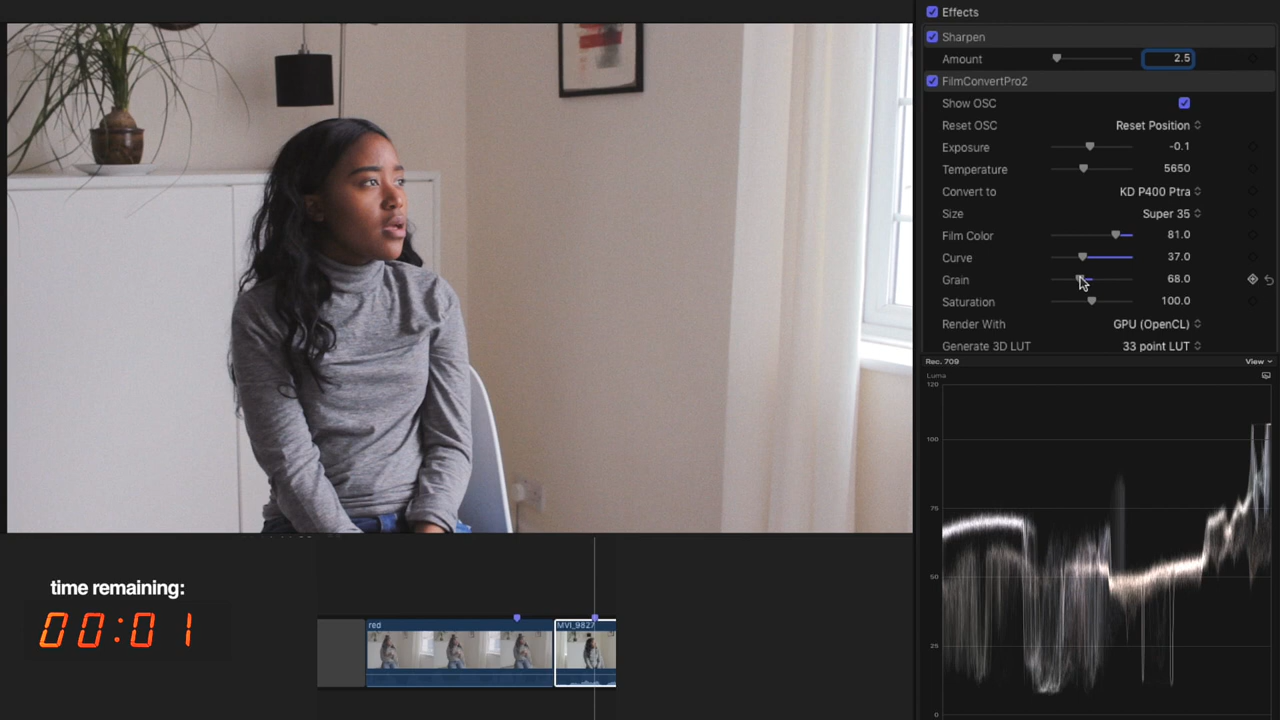 Effects
Sharpen
Amount 2.5
FilmConvertPro2
Show OSC
Reset OSC Reset Position
Exposure -0.1
Temperature 5650
Convert to KD P400 Ptra
Size Super 35
Film Color 81.0
Curve 37.0
Grain 68.0
Saturation 100.0
Render With GPU (OpenCL)
Generate 3D LUT 33 point LUT
Rec. 709 View
Luma
120
100
75
50
25
0
time remaining:
00:01
red
MVI_9827